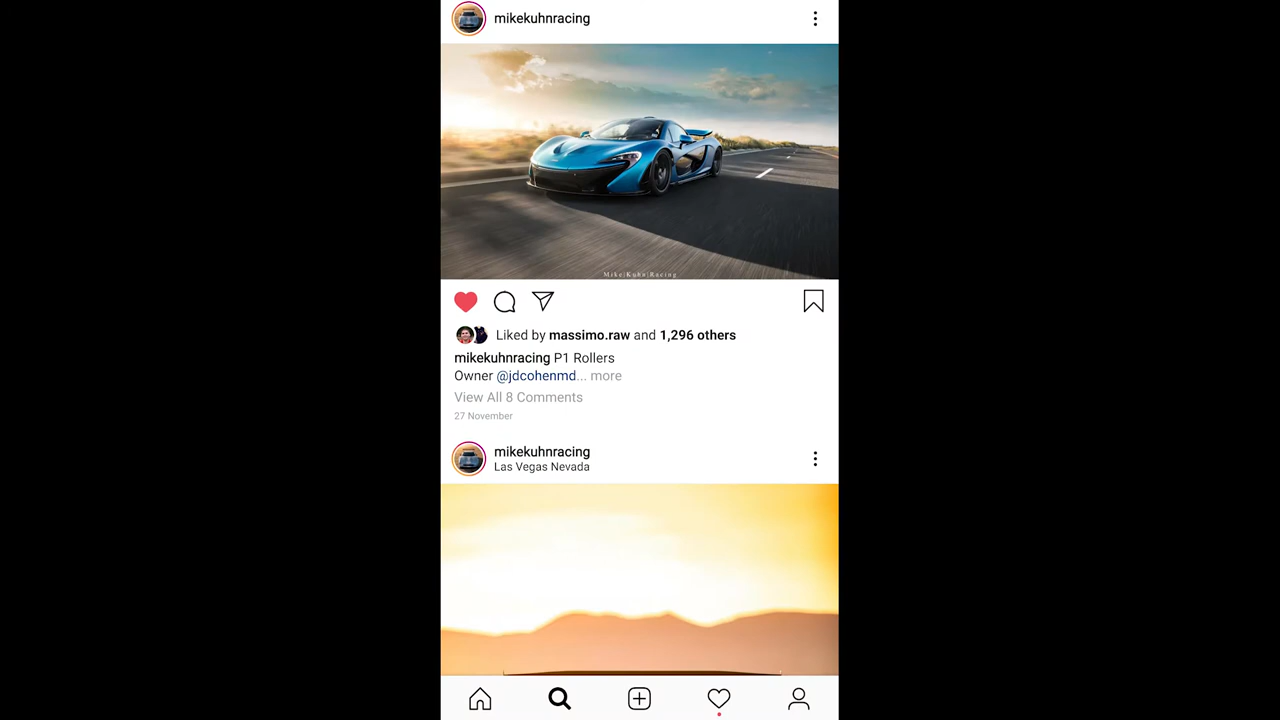 mikekuhnracing
Mike|Kuhn|Racing
Liked by massimo.raw and 1,296 others
mikekuhnracing P1 Rollers
Owner @jdcohenmd... more
View All 8 Comments
27 November
mikekuhnracing
Las Vegas Nevada